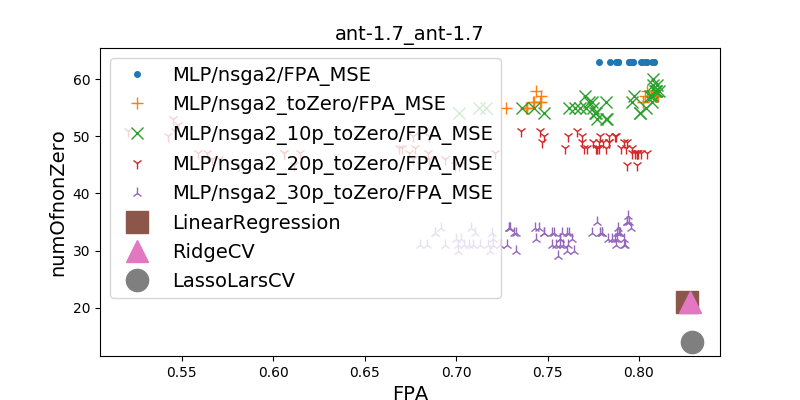 ant-1.7_ant-1.7
60
50
40
30
20
numOfnonZero
MLP/nsga2/FPA_MSE
MLP/nsga2_toZero/FPA_MSE
MLP/nsga2_10p_toZero/FPA_MSE
MLP/nsga2_20p_toZero/FPA_MSE
MLP/nsga2_30p_toZero/FPA_MSE
LinearRegression
RidgeCV
LassoLarsCV
0.55 0.60 0.65 0.70 0.75 0.80
FPA